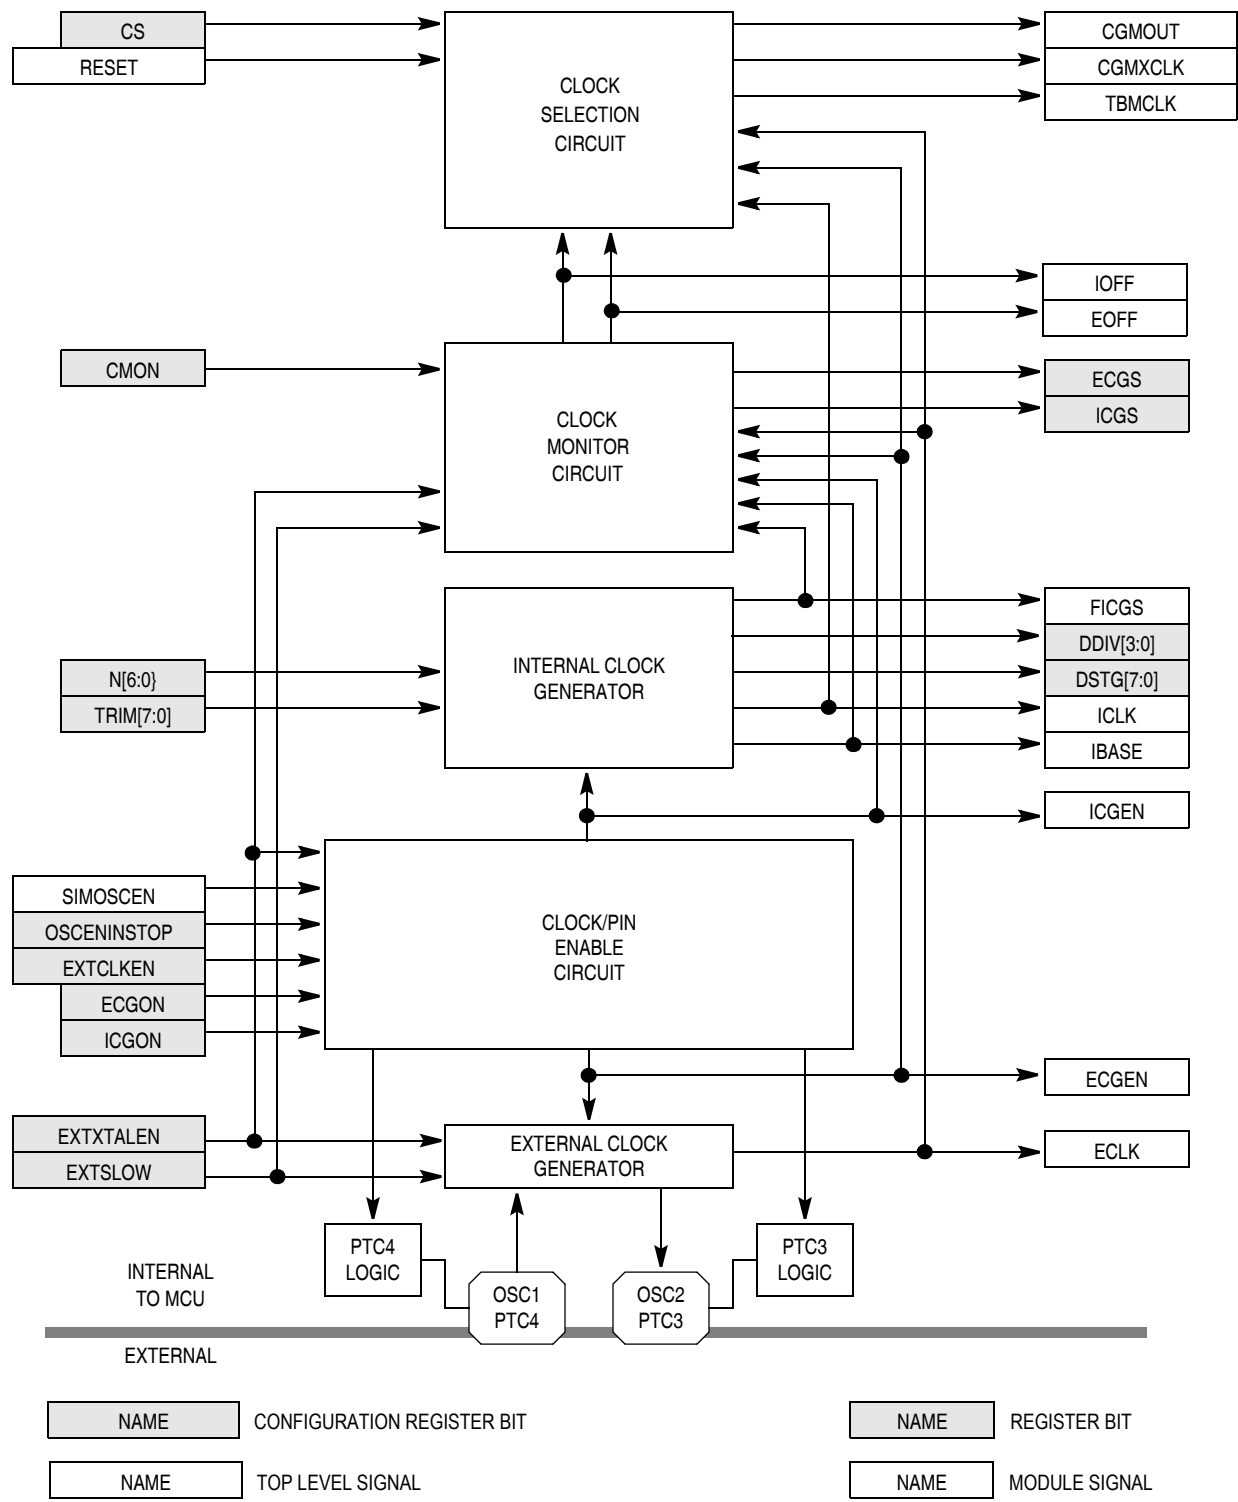 CS
RESET
CLOCK
SELECTION
CIRCUIT
CGMOUT
CGMXCLK
TBMCLK
IOFF
EOFF
CMON
CLOCK
MONITOR
CIRCUIT
ECGS
ICGS
N[6:0}
TRIM[7:0]
INTERNAL CLOCK
GENERATOR
FICGS
DDIV[3:0]
DSTG[7:0]
ICLK
IBASE
ICGEN
SIMOSCEN
OSCENINSTOP
EXTCLKEN
ECGON
ICGON
CLOCK/PIN
ENABLE
CIRCUIT
ECGEN
EXTXTALEN
EXTSLOW
EXTERNAL CLOCK
GENERATOR
ECLK
PTC4
LOGIC
OSC1
PTC4
OSC2
PTC3
PTC3
LOGIC
INTERNAL
TO MCU
EXTERNAL
NAME CONFIGURATION REGISTER BIT
NAME REGISTER BIT
NAME TOP LEVEL SIGNAL
NAME MODULE SIGNAL